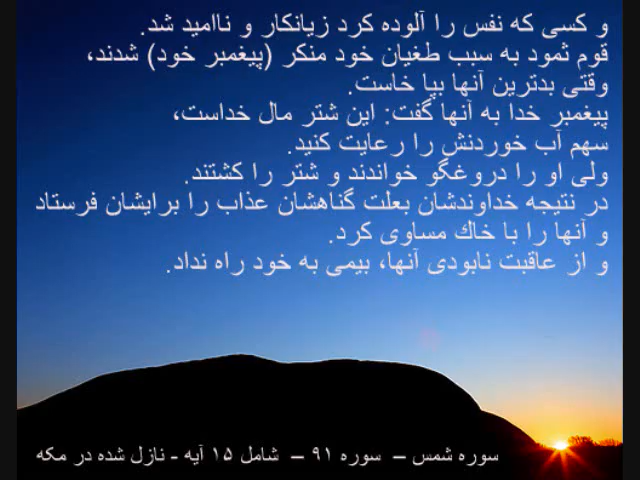 و کسی که نفس را آلوده کرد زیانکار و ناامید شد.
قوم ثمود به سبب طغیان خود منکر (پیغمبر خود) شدند،
وقتی بدترین آنها بپا خاست.
پیغمبر خدا به آنها گفت: این شتر مال خداست،
سهم آب خوردنش را رعایت کنید.
ولی او را دروغگو خواندند و شتر را کشتند.
در نتیجه خداوندشان بعلت گناهشان عذاب را برایشان فرستاد
و آنها را با خاك مساوی کرد.
و از عاقبت نابودی آنها، بیمی به خود راه نداد.
سوره شمس – سوره ۹۱ – شامل ۱۵ آیه - نازل شده در مکه